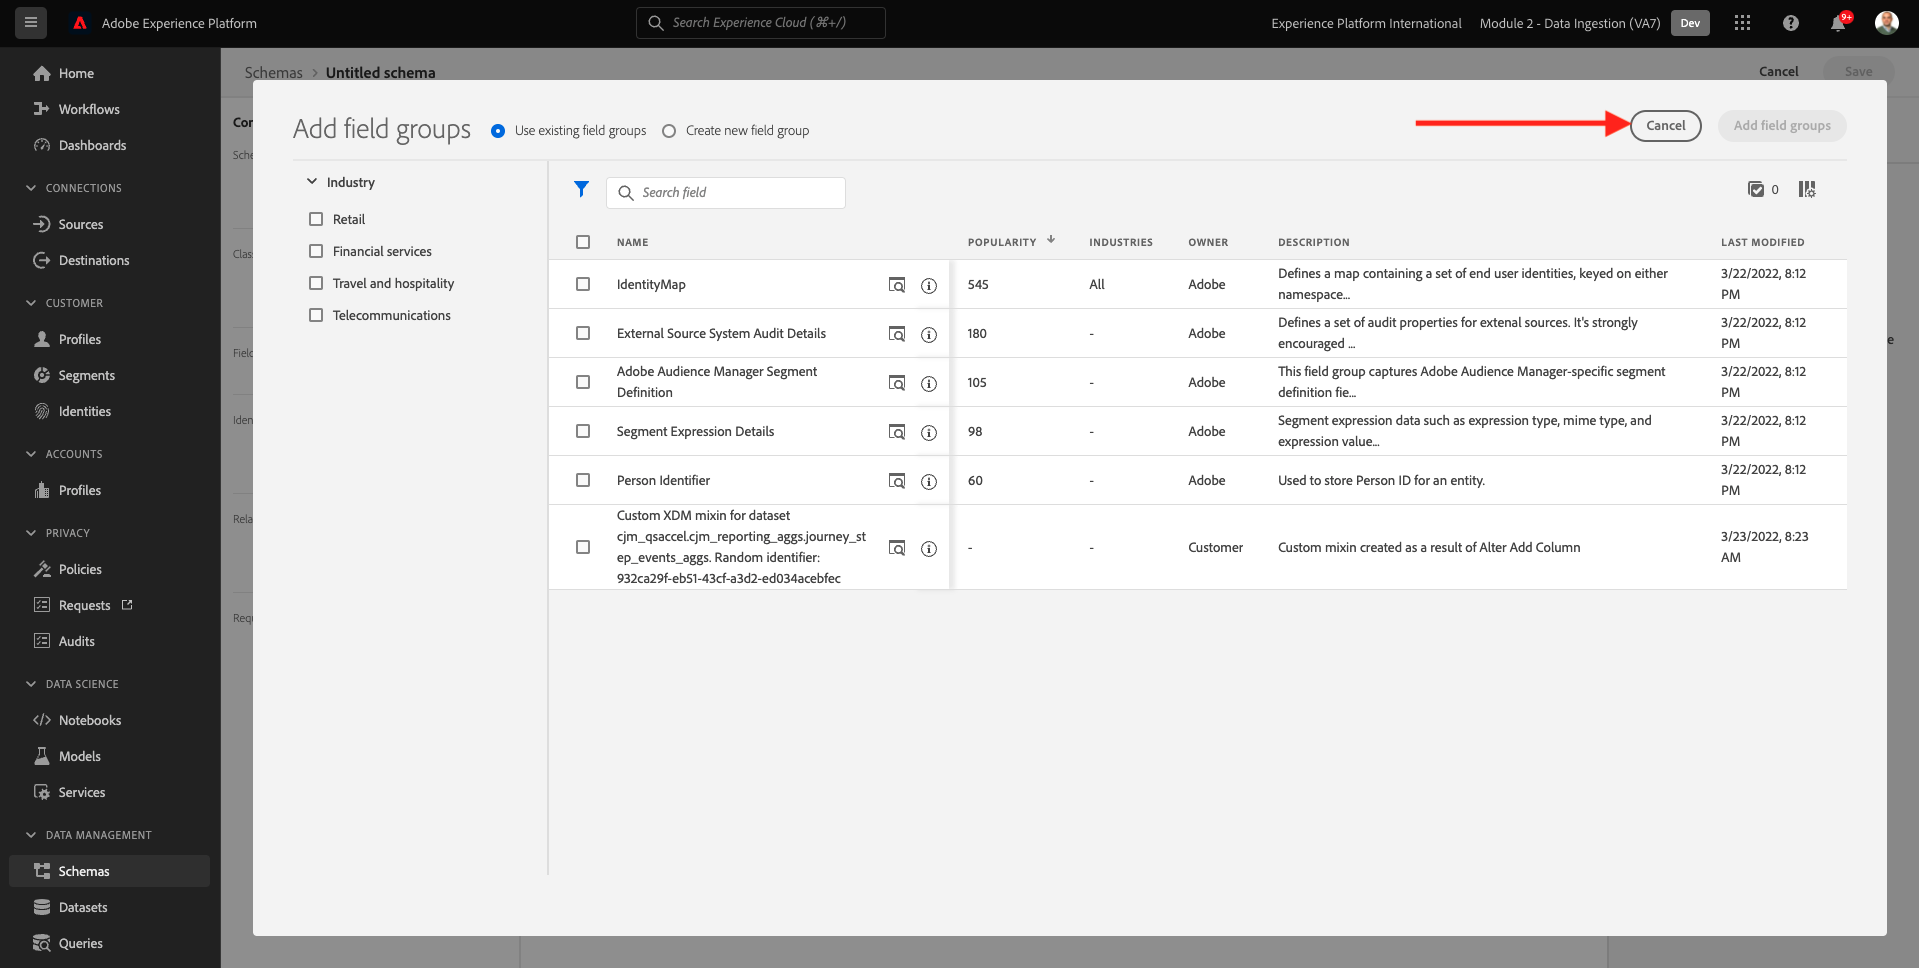 Adobe Experience Platform
Search Experience Cloud (⌘+/)
Experience Platform International
Module 2 - Data Ingestion (VA7)
Dev
9+
Home
Workflows
Dashboards
CONNECTIONS
Sources
Destinations
CUSTOMER
Profiles
Segments
Identities
ACCOUNTS
Profiles
PRIVACY
Policies
Requests
Audits
DATA SCIENCE
Notebooks
Models
Services
DATA MANAGEMENT
Schemas
Datasets
Queries
Schemas > Untitled schema
Cancel
Save
Add field groups
Use existing field groups
Create new field group
Cancel
Add field groups
Industry
Retail
Financial services
Travel and hospitality
Telecommunications
Search field
0
NAME POPULARITY INDUSTRIES OWNER DESCRIPTION LAST MODIFIED
IdentityMap 545 All Adobe Defines a map containing a set of end user identities, keyed on either
namespace... 3/22/2022, 8:12
PM
External Source System Audit Details 180 - Adobe Defines a set of audit properties for extenal sources. It's strongly
encouraged ... 3/22/2022, 8:12
PM
Adobe Audience Manager Segment
Definition 105 - Adobe This field group captures Adobe Audience Manager-specific segment
definition fie... 3/22/2022, 8:12
PM
Segment Expression Details 98 - Adobe Segment expression data such as expression type, mime type, and
expression value... 3/22/2022, 8:12
PM
Person Identifier 60 - Adobe Used to store Person ID for an entity. 3/22/2022, 8:12
PM
Custom XDM mixin for dataset
cjm_qsaccel.cjm_reporting_aggs.journey_st
ep_events_aggs. Random identifier:
932ca29f-eb51-43cf-a3d2-ed034acebfec - - Customer Custom mixin created as a result of Alter Add Column 3/23/2022, 8:23
AM